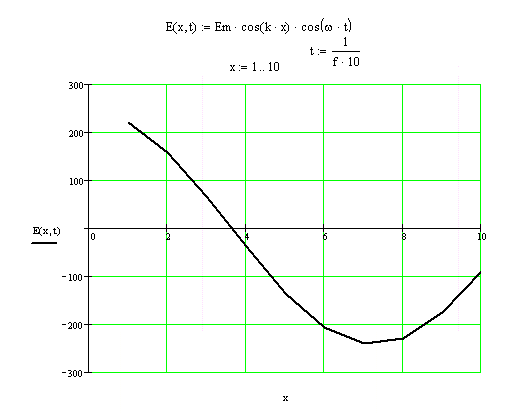 E(x,t) := Em · cos(k · x) · cos(ω · t)
t := 1 / (f · 10)
x := 1 .. 10
300
200
100
E(x,t)
0 2 4 6 8 10
−100
−200
−300
x